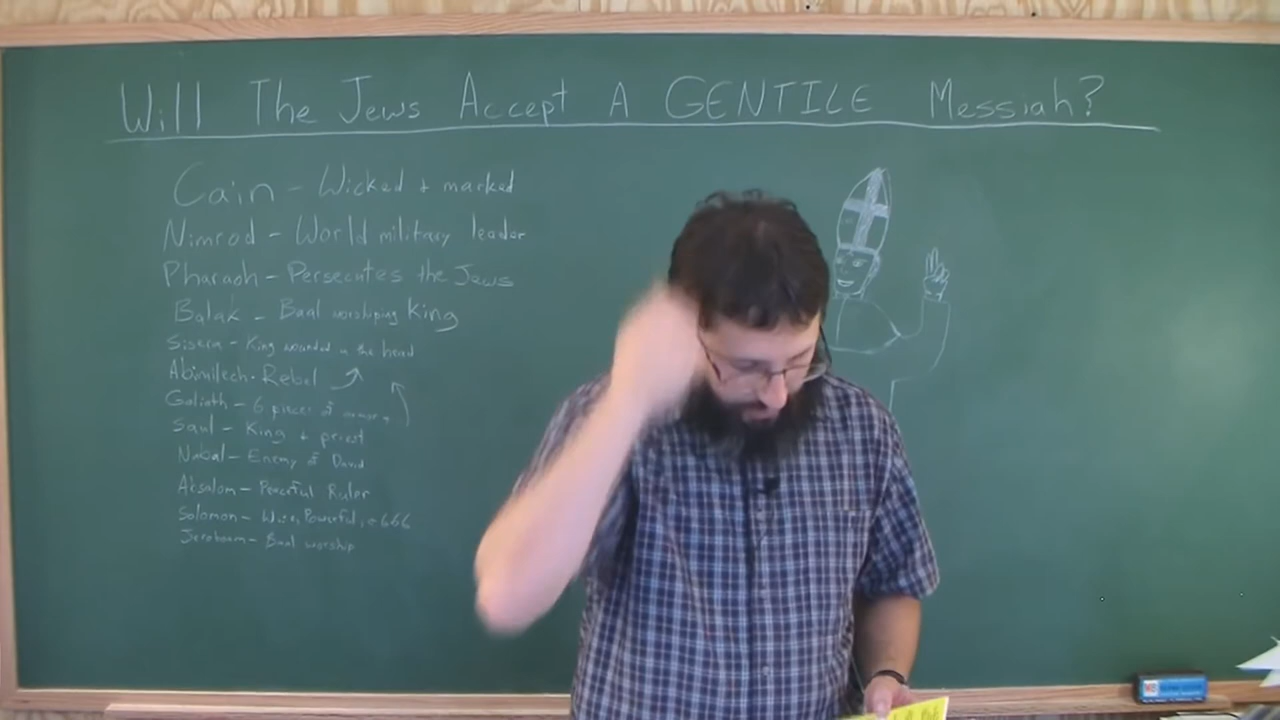 Will The Jews Accept A GENTILE Messiah?
Cain - Wicked + marked
Nimrod - World military leader
Pharaoh - Persecutes the Jews
Balak - Baal worshiping King
Sisera - King wounded in the head
Abimilech - Rebel
Goliath - 6 pieces of armor
Saul - King + priest
Nabal - Enemy of David
Absalom - Peaceful Ruler
Solomon - Wise, Powerful, 666
Jeroboam - Baal worship